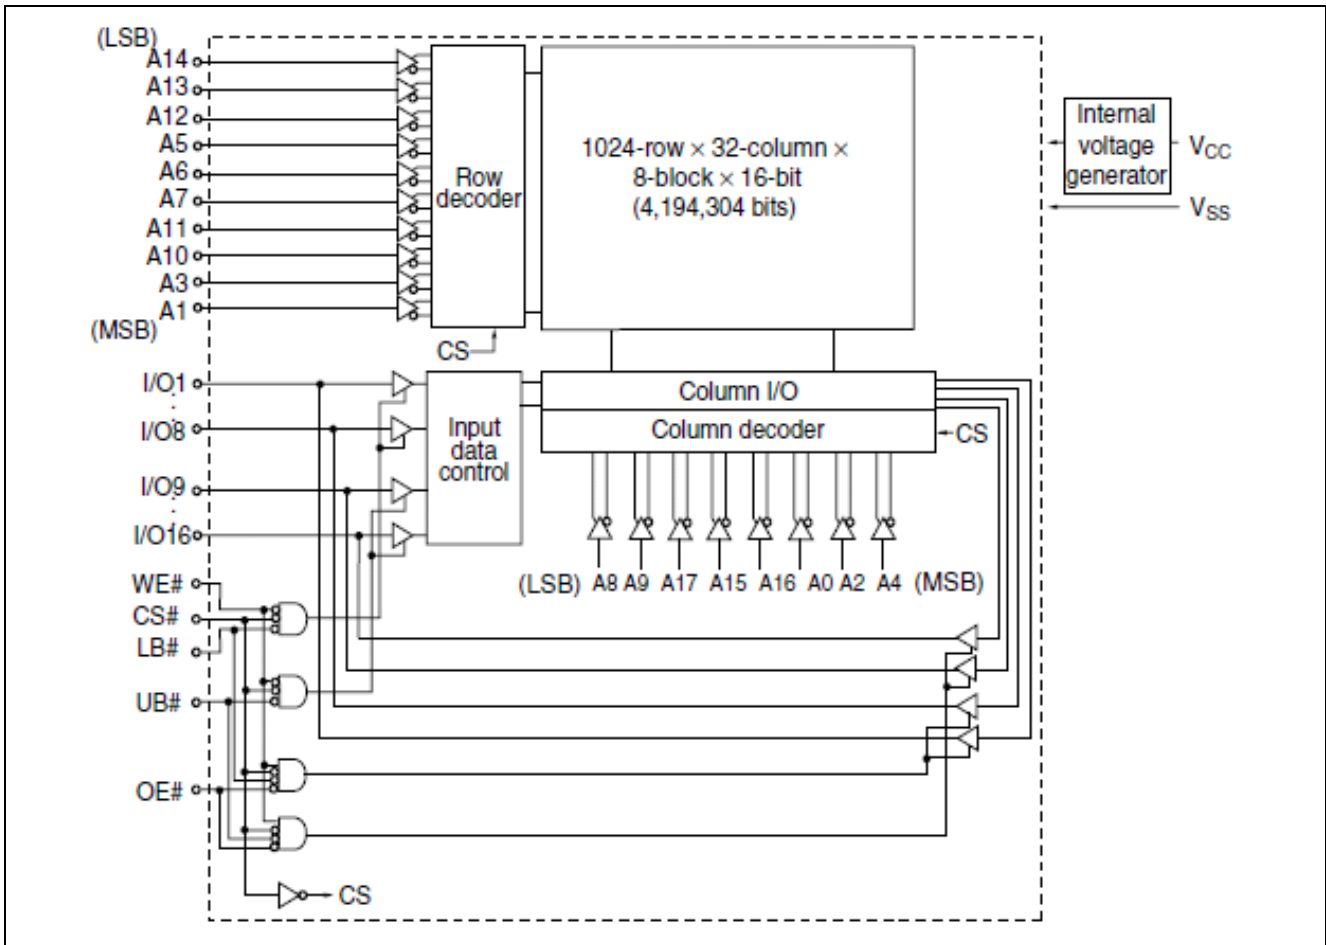 (LSB)
A14
A13
A12
A5
A6
A7
A11
A10
A3
A1
(MSB)
Row
decoder
CS
1024-row × 32-column ×
8-block × 16-bit
(4,194,304 bits)
Internal
voltage
generator
VCC
VSS
I/O1
I/O8
I/O9
I/O16
Input
data
control
Column I/O
Column decoder
CS
(LSB) A8 A9 A17 A15 A16 A0 A2 A4 (MSB)
WE#
CS#
LB#
UB#
OE#
CS